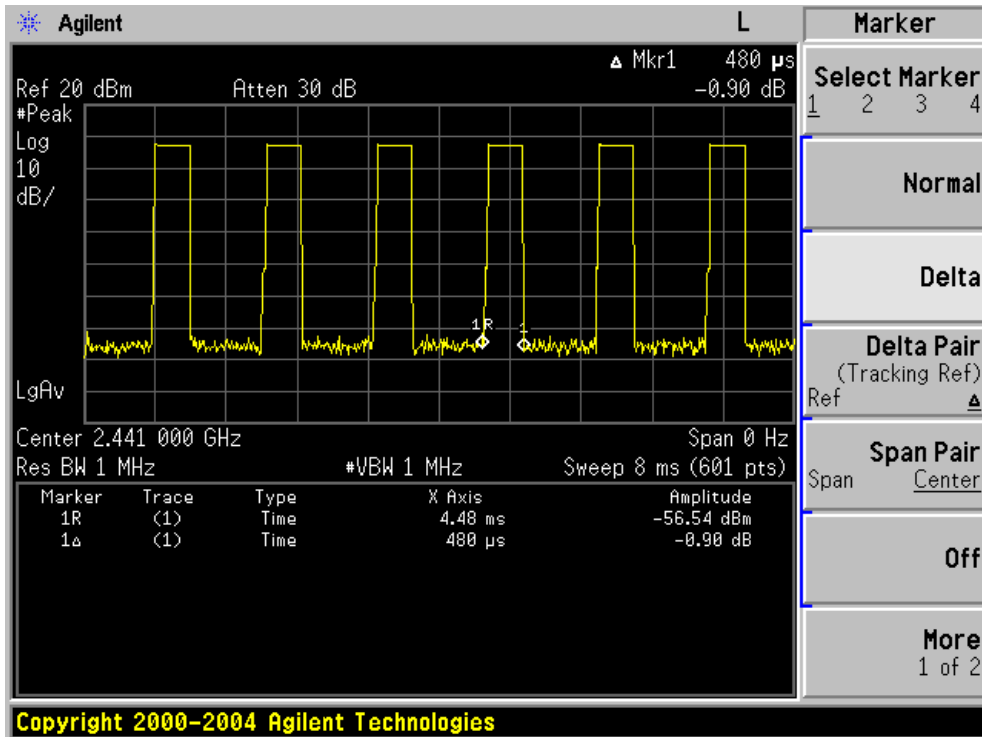 Agilent L
Marker
Δ Mkr1 480 µs
Ref 20 dBm Atten 30 dB -0.90 dB
#Peak
Log
10
dB/
1R 1
LgAv
Center 2.441 000 GHz Span 0 Hz
Res BW 1 MHz #VBW 1 MHz Sweep 8 ms (601 pts)
Marker Trace Type X Axis Amplitude
1R (1) Time 4.48 ms -56.54 dBm
1Δ (1) Time 480 µs -0.90 dB
Select Marker
1 2 3 4
Normal
Delta
Delta Pair
(Tracking Ref)
Ref Δ
Span Pair
Span Center
Off
More
1 of 2
Copyright 2000-2004 Agilent Technologies